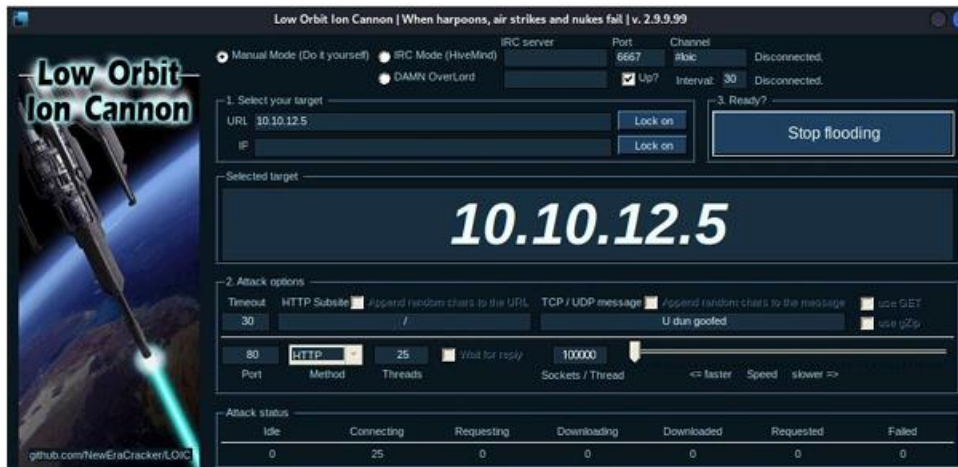 Low Orbit Ion Cannon | When harpoons, air strikes and nukes fail | v. 2.9.9.99
Low Orbit
Ion Cannon
IRC server Port Channel
Manual Mode (Do it yourself) IRC Mode (HiveMind) 6667 #loic Disconnected.
DAMN OverLord Up? Interval: 30 Disconnected.
1. Select your target
URL 10.10.12.5 Lock on
IP Lock on
3. Ready?
Stop flooding
Selected target
10.10.12.5
2. Attack options
Timeout HTTP Subsite Append random chars to the URL TCP / UDP message Append random chars to the message use GET
30 / U dun goofed use gZip
80 HTTP 25 Wait for reply 100000
Port Method Threads Sockets / Thread <= faster Speed slower =>
Attack status
Idle Connecting Requesting Downloading Downloaded Requested Failed
0 25 0 0 0 0 0
github.com/NewEraCracker/LOIC